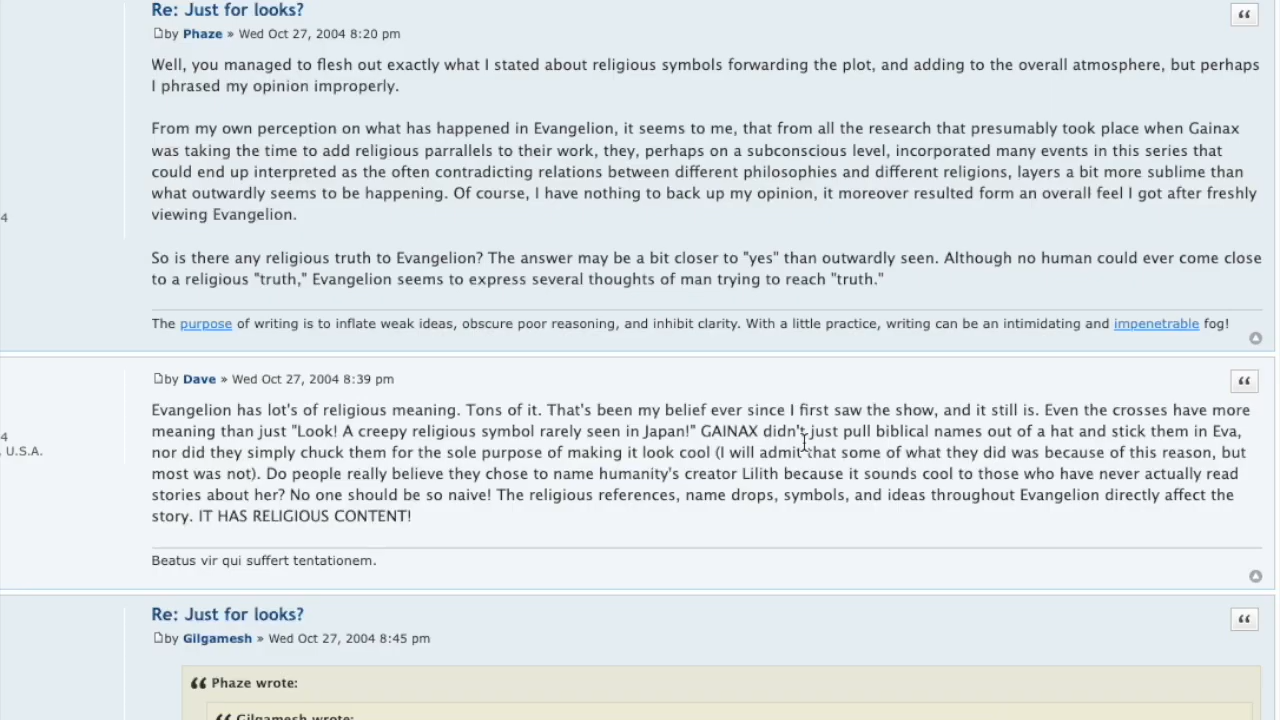 Re: Just for looks?
by Phaze » Wed Oct 27, 2004 8:20 pm
Well, you managed to flesh out exactly what I stated about religious symbols forwarding the plot, and adding to the overall atmosphere, but perhaps
I phrased my opinion improperly.
From my own perception on what has happened in Evangelion, it seems to me, that from all the research that presumably took place when Gainax
was taking the time to add religious parrallels to their work, they, perhaps on a subconscious level, incorporated many events in this series that
could end up interpreted as the often contradicting relations between different philosophies and different religions, layers a bit more sublime than
what outwardly seems to be happening. Of course, I have nothing to back up my opinion, it moreover resulted form an overall feel I got after freshly
4
viewing Evangelion.
So is there any religious truth to Evangelion? The answer may be a bit closer to "yes" than outwardly seen. Although no human could ever come close
to a religious "truth," Evangelion seems to express several thoughts of man trying to reach "truth."
The purpose of writing is to inflate weak ideas, obscure poor reasoning, and inhibit clarity. With a little practice, writing can be an intimidating and impenetrable fog!
by Dave » Wed Oct 27, 2004 8:39 pm
Evangelion has lot's of religious meaning. Tons of it. That's been my belief ever since I first saw the show, and it still is. Even the crosses have more
4
meaning than just "Look! A creepy religious symbol rarely seen in Japan!" GAINAX didn't just pull biblical names out of a hat and stick them in Eva,
, U.S.A.
nor did they simply chuck them for the sole purpose of making it look cool (I will admit that some of what they did was because of this reason, but
most was not). Do people really believe they chose to name humanity's creator Lilith because it sounds cool to those who have never actually read
stories about her? No one should be so naive! The religious references, name drops, symbols, and ideas throughout Evangelion directly affect the
story. IT HAS RELIGIOUS CONTENT!
Beatus vir qui suffert tentationem.
Re: Just for looks?
by Gilgamesh » Wed Oct 27, 2004 8:45 pm
Phaze wrote:
Gilgamesh wrote: